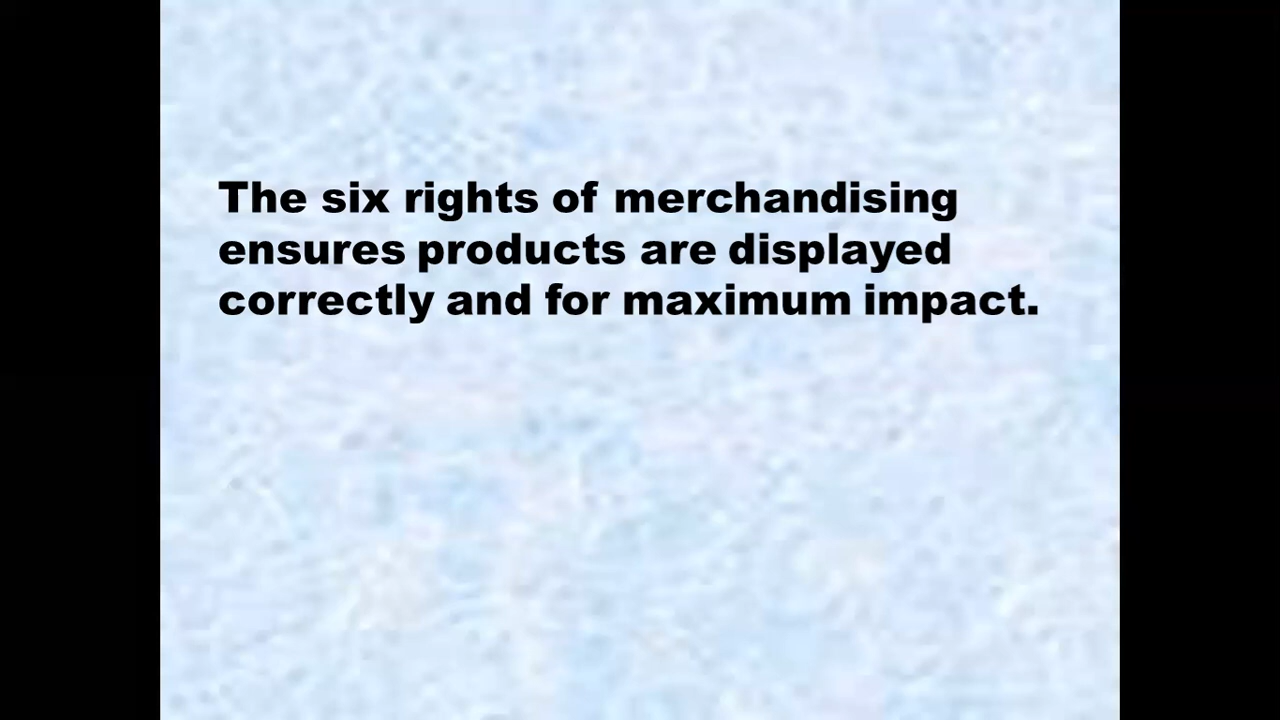 The six rights of merchandising
ensures products are displayed
correctly and for maximum impact.